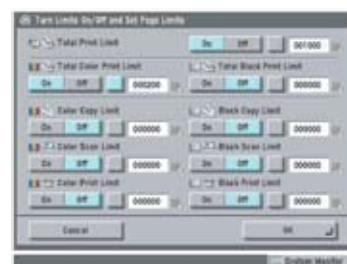 Turn Limits On/Off and Set Page Limits
Total Print Limit
On Off 001000
Total Color Print Limit Total Black Print Limit
On Off 000200 On Off 000000
Color Copy Limit Black Copy Limit
On Off 000000 On Off 000000
Color Scan Limit Black Scan Limit
On Off 000000 On Off 000000
Color Print Limit Black Print Limit
On Off 000000 On Off 000000
Cancel OK
System Monitor